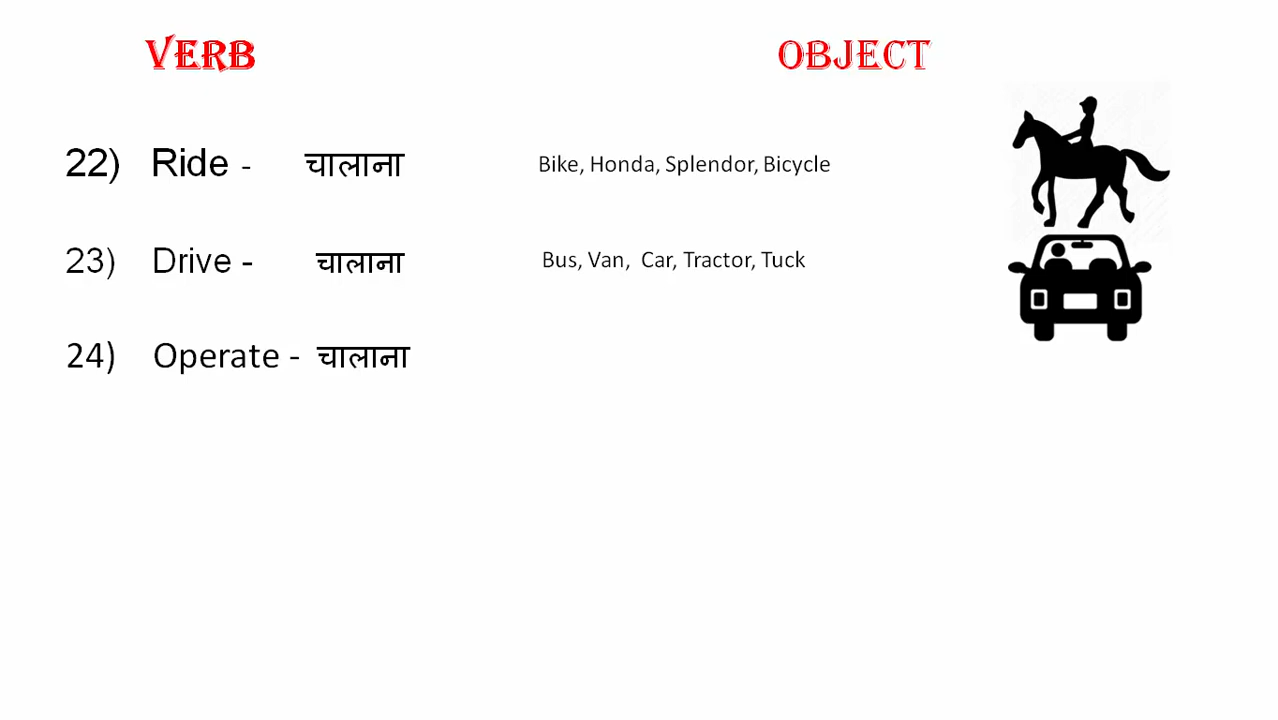 VERB OBJECT
22) Ride - चालाना Bike, Honda, Splendor, Bicycle
23) Drive - चालाना Bus, Van, Car, Tractor, Tuck
24) Operate - चालाना